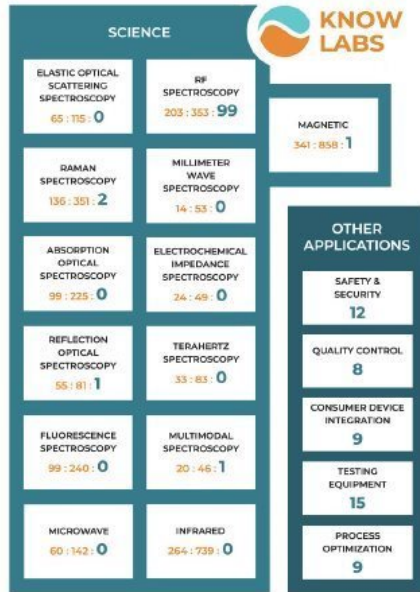 KNOW
LABS
SCIENCE
ELASTIC OPTICAL
SCATTERING
SPECTROSCOPY
65 : 115 : 0
RF
SPECTROSCOPY
203 : 353 : 99
MAGNETIC
341 : 858 : 1
RAMAN
SPECTROSCOPY
136 : 351 : 2
MILLIMETER
WAVE
SPECTROSCOPY
14 : 53 : 0
ABSORPTION
OPTICAL
SPECTROSCOPY
99 : 225 : 0
ELECTROCHEMICAL
IMPEDANCE
SPECTROSCOPY
24 : 49 : 0
REFLECTION
OPTICAL
SPECTROSCOPY
55 : 81 : 1
TERAHERTZ
SPECTROSCOPY
33 : 83 : 0
FLUORESCENCE
SPECTROSCOPY
99 : 240 : 0
MULTIMODAL
SPECTROSCOPY
20 : 46 : 1
MICROWAVE
60 : 142 : 0
INFRARED
264 : 739 : 0
OTHER
APPLICATIONS
SAFETY &
SECURITY
12
QUALITY CONTROL
8
CONSUMER DEVICE
INTEGRATION
9
TESTING
EQUIPMENT
15
PROCESS
OPTIMIZATION
9